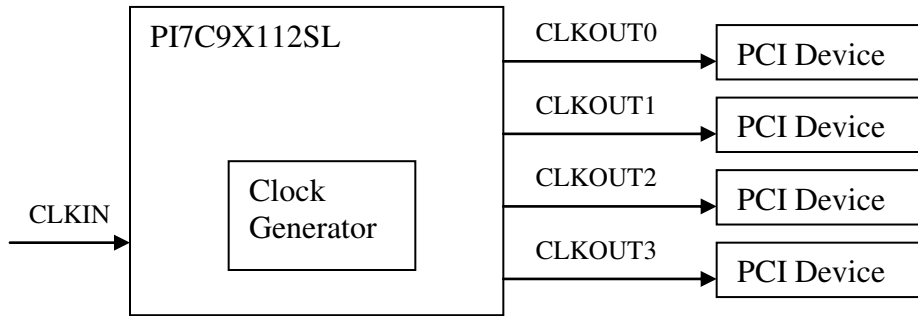 PI7C9X112SL
CLKOUT0
PCI Device
CLKOUT1
PCI Device
CLKOUT2
PCI Device
CLKOUT3
PCI Device
Clock
Generator
CLKIN